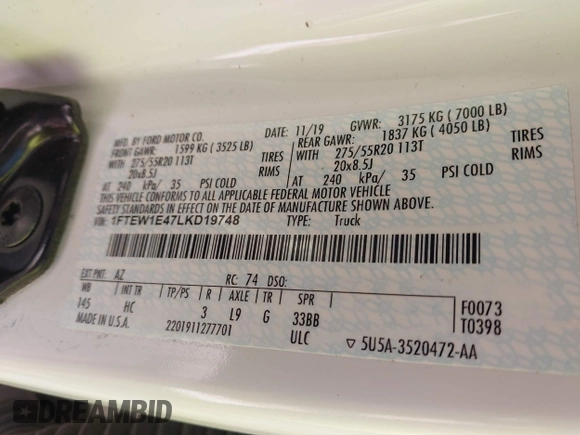 MFD. BY FORD MOTOR CO.
DATE: 11/19 GVWR: 3175 KG ( 7000 LB)
FRONT GAWR: 1599 KG ( 3525 LB)
REAR GAWR: 1837 KG ( 4050 LB)
WITH 275/55R20 113T TIRES
WITH 275/55R20 113T TIRES
20x8.5J RIMS
20x8.5J RIMS
AT 240 kPa/ 35 PSI COLD
AT 240 kPa/ 35 PSI COLD
THIS VEHICLE CONFORMS TO ALL APPLICABLE FEDERAL MOTOR VEHICLE
SAFETY STANDARDS IN EFFECT ON THE DATE OF MANUFACTURE SHOWN ABOVE.
VIN: 1FTEW1E47LKD19748 TYPE: Truck
EXT PNT: AZ RC: 74 DSO:
WB INT TR TP/PS R AXLE TR SPR
145 HC 3 L9 G 33BB
F0073
T0398
MADE IN U.S.A. 2201911277701 ULC ▽ 5U5A-3520472-AA
DREAMBID